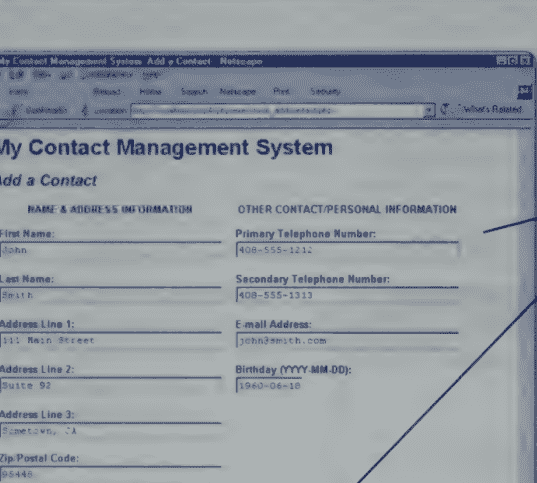 My Contact Management System Add a Contact Netscape
Reload Home Search Netscape Print Security
Bookmarks Location What's Related
My Contact Management System
Add a Contact
NAME & ADDRESS INFORMATION
OTHER CONTACT/PERSONAL INFORMATION
First Name:
John
Primary Telephone Number:
408-555-1212
Last Name:
Smith
Secondary Telephone Number:
408-555-1313
Address Line 1:
111 Main Street
E-mail Address:
john@smith.com
Address Line 2:
Suite 92
Birthday (YYYY-MM-DD):
1960-06-18
Address Line 3:
Sometown, CA
Zip/Postal Code:
95448